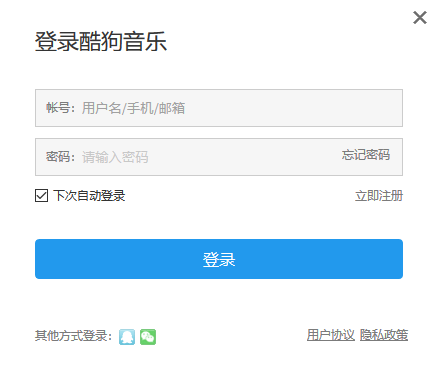 登录酷狗音乐
帐号：用户名/手机/邮箱
密码：请输入密码 忘记密码
下次自动登录 立即注册
登录
其他方式登录： 用户协议 隐私政策